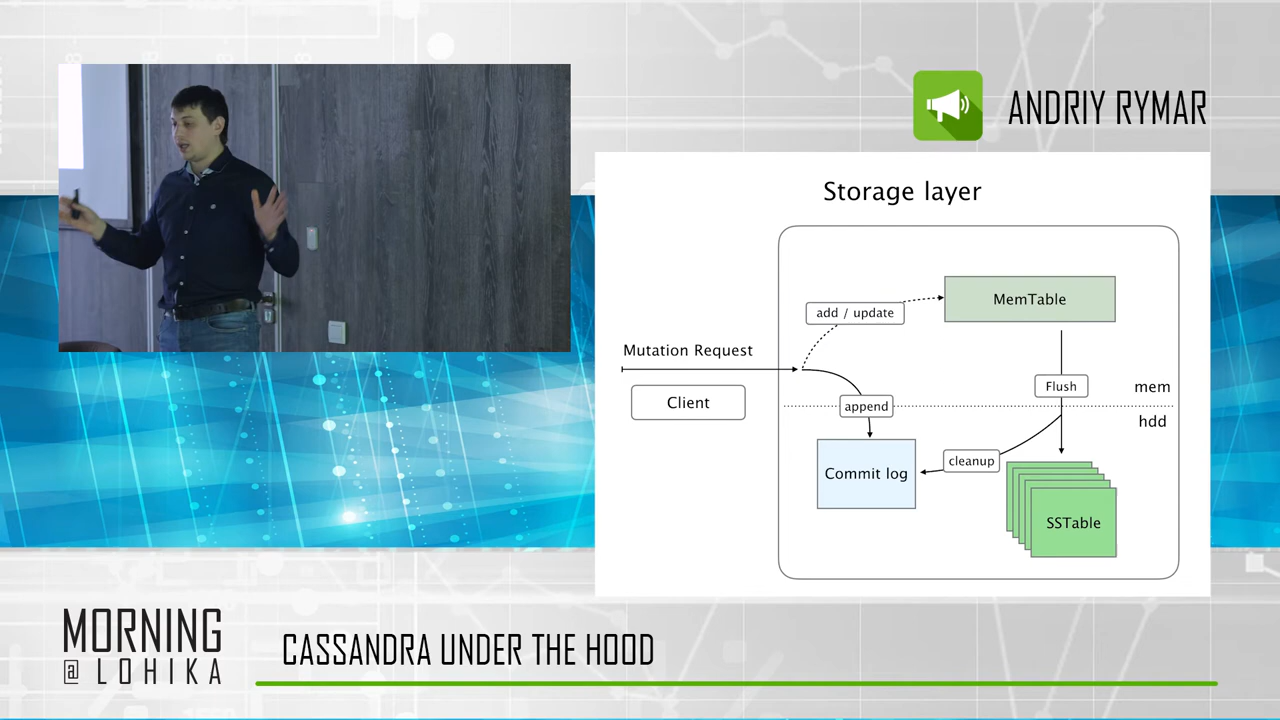 ANDRIY RYMAR
Storage layer
MemTable
add / update
Mutation Request
Client
append
Flush
mem
hdd
Commit log
cleanup
SSTable
MORNING
@ LOHIKA
CASSANDRA UNDER THE HOOD